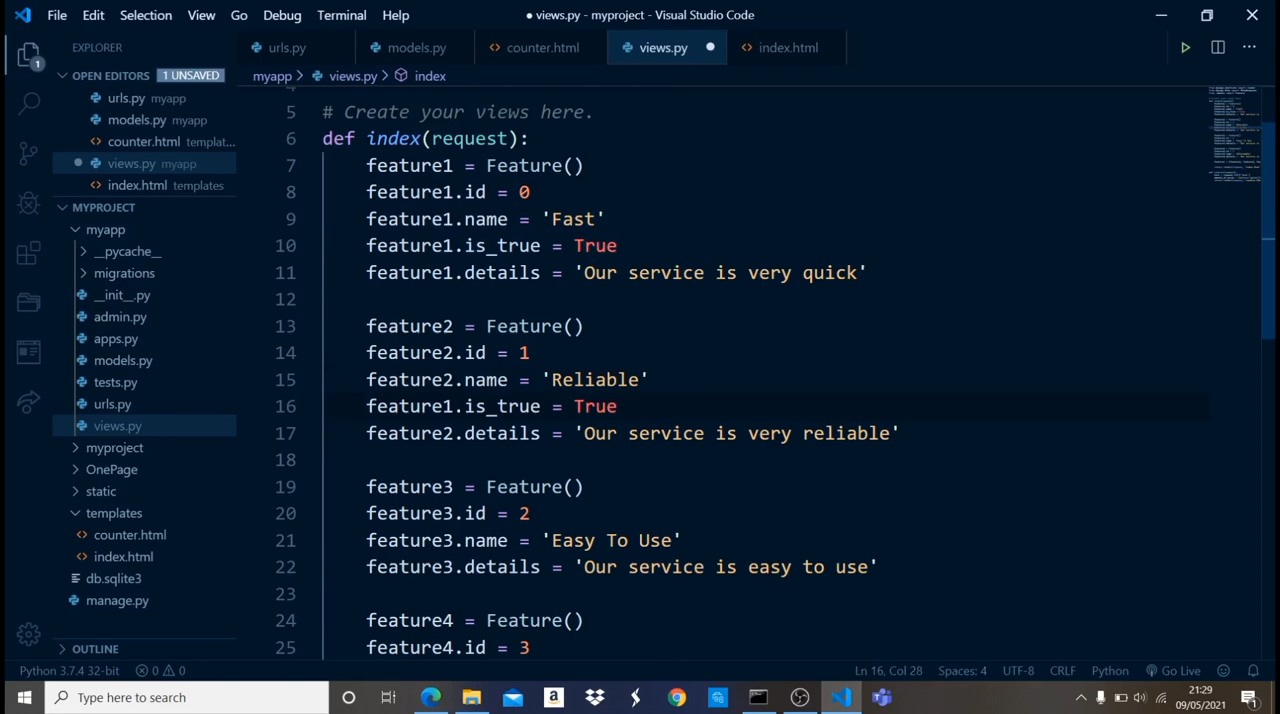 File Edit Selection View Go Debug Terminal Help
● views.py - myproject - Visual Studio Code
EXPLORER
OPEN EDITORS 1 UNSAVED
urls.py myapp
models.py myapp
counter.html templat...
views.py myapp
index.html templates
MYPROJECT
myapp
__pycache__
migrations
__init__.py
admin.py
apps.py
models.py
tests.py
urls.py
views.py
myproject
OnePage
static
templates
counter.html
index.html
db.sqlite3
manage.py
OUTLINE
urls.py models.py counter.html views.py index.html
myapp > views.py > index
5 # Create your views here.
6 def index(request):
7 feature1 = Feature()
8 feature1.id = 0
9 feature1.name = 'Fast'
10 feature1.is_true = True
11 feature1.details = 'Our service is very quick'
12
13 feature2 = Feature()
14 feature2.id = 1
15 feature2.name = 'Reliable'
16 feature1.is_true = True
17 feature2.details = 'Our service is very reliable'
18
19 feature3 = Feature()
20 feature3.id = 2
21 feature3.name = 'Easy To Use'
22 feature3.details = 'Our service is easy to use'
23
24 feature4 = Feature()
25 feature4.id = 3
Python 3.7.4 32-bit 0 0 Ln 16, Col 28 Spaces: 4 UTF-8 CRLF Python Go Live
Type here to search
21:29
09/05/2021